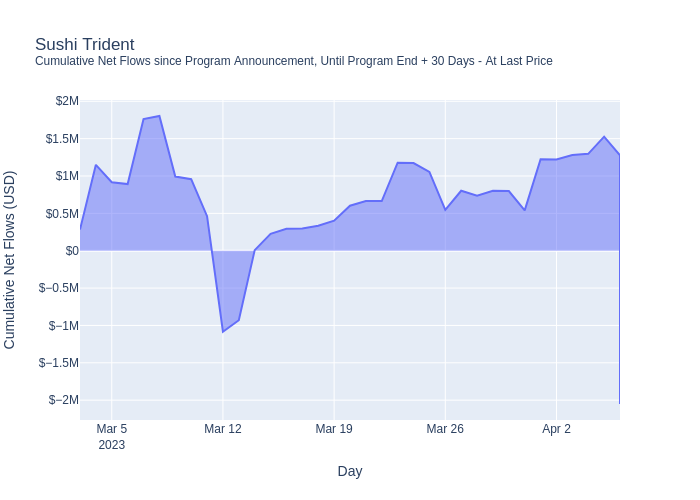 Sushi Trident
Cumulative Net Flows since Program Announcement, Until Program End + 30 Days - At Last Price
$2M
$1.5M
$1M
$0.5M
$0
$−0.5M
$−1M
$−1.5M
$−2M
Cumulative Net Flows (USD)
Mar 5
2023
Mar 12
Mar 19
Mar 26
Apr 2
Day